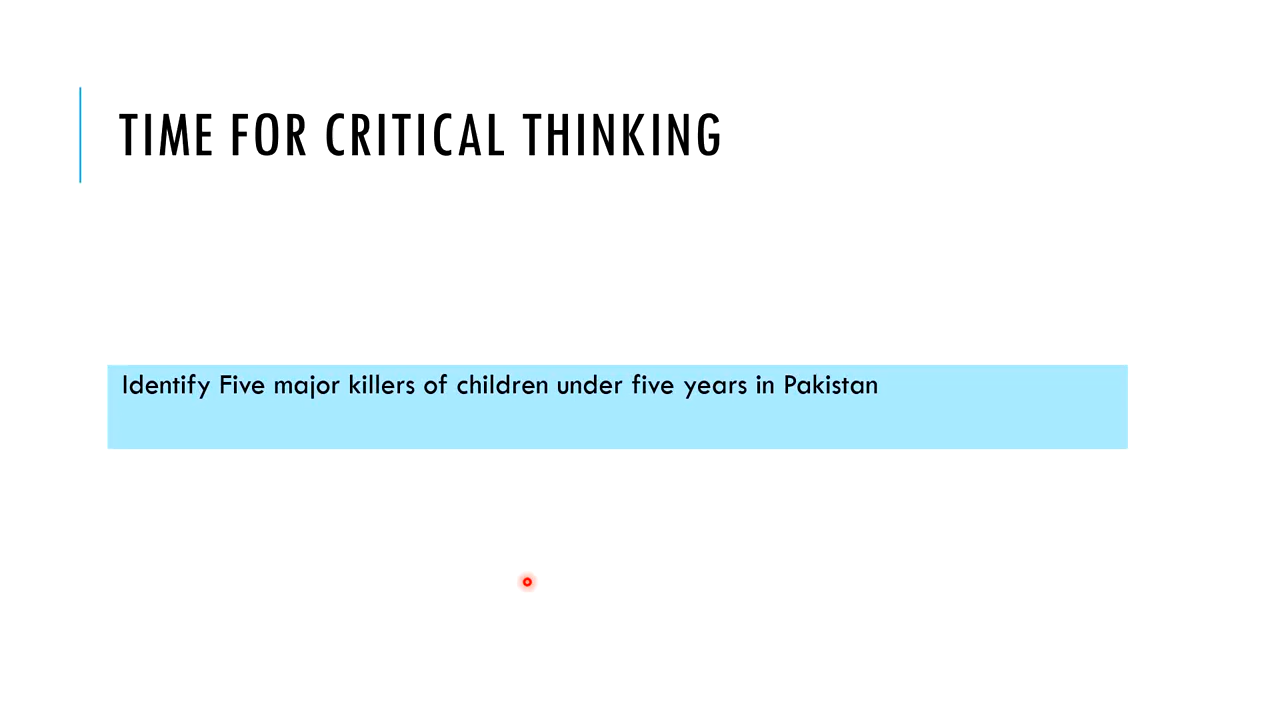 TIME FOR CRITICAL THINKING
Identify Five major killers of children under five years in Pakistan